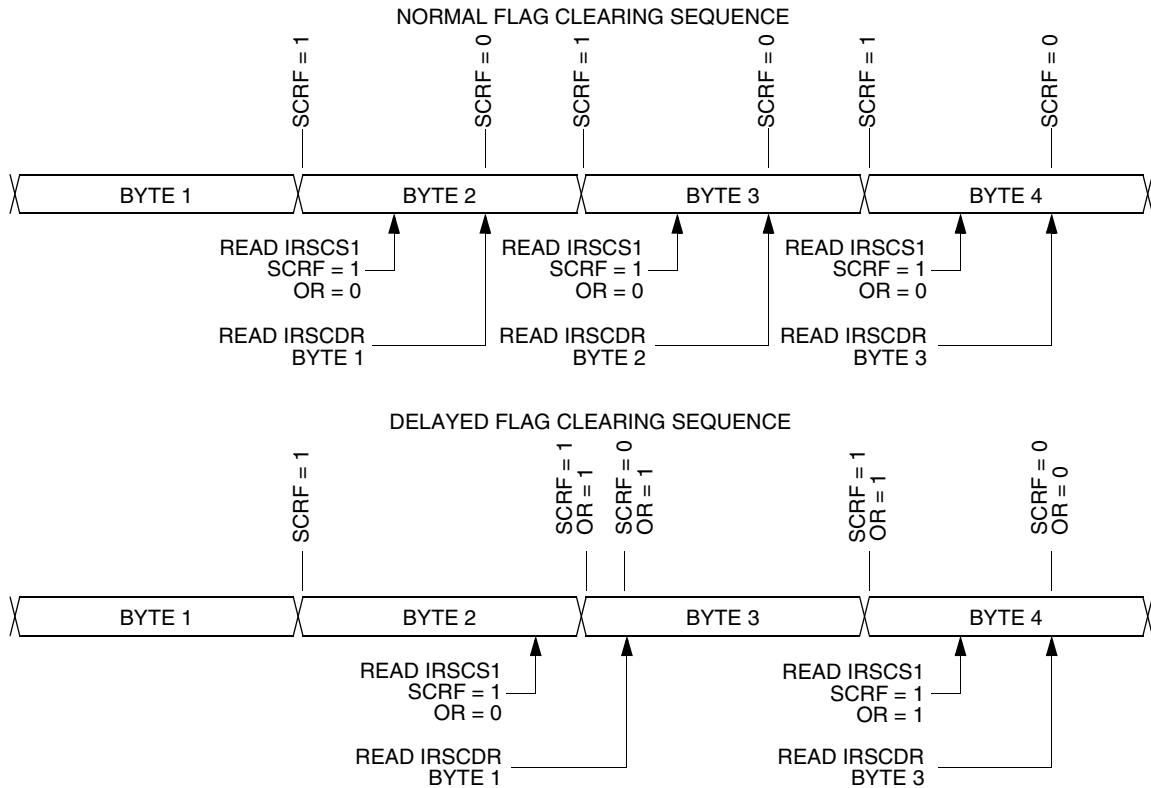 NORMAL FLAG CLEARING SEQUENCE
SCRF = 1
SCRF = 0
SCRF = 1
SCRF = 0
SCRF = 1
SCRF = 0
BYTE 1
BYTE 2
BYTE 3
BYTE 4
READ IRSCS1
SCRF = 1
OR = 0
READ IRSCS1
SCRF = 1
OR = 0
READ IRSCS1
SCRF = 1
OR = 0
READ IRSCDR
BYTE 1
READ IRSCDR
BYTE 2
READ IRSCDR
BYTE 3
DELAYED FLAG CLEARING SEQUENCE
SCRF = 1
SCRF = 1
OR = 1
SCRF = 0
OR = 1
SCRF = 1
OR = 1
SCRF = 0
OR = 0
BYTE 1
BYTE 2
BYTE 3
BYTE 4
READ IRSCS1
SCRF = 1
OR = 0
READ IRSCS1
SCRF = 1
OR = 1
READ IRSCDR
BYTE 1
READ IRSCDR
BYTE 3